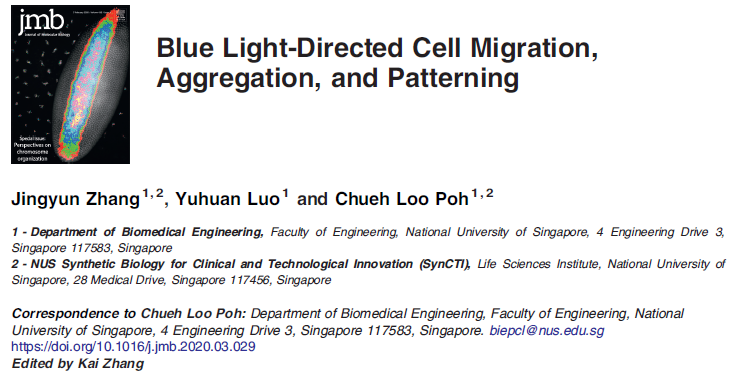 jmb
Journal of Molecular Biology
Special Issue:
Perspectives on
chromosome
organization
Blue Light-Directed Cell Migration,
Aggregation, and Patterning
Jingyun Zhang 1,2, Yuhuan Luo 1 and Chueh Loo Poh 1,2
1 - Department of Biomedical Engineering, Faculty of Engineering, National University of Singapore, 4 Engineering Drive 3,
Singapore 117583, Singapore
2 - NUS Synthetic Biology for Clinical and Technological Innovation (SynCTI), Life Sciences Institute, National University of
Singapore, 28 Medical Drive, Singapore 117456, Singapore
Correspondence to Chueh Loo Poh: Department of Biomedical Engineering, Faculty of Engineering, National
University of Singapore, 4 Engineering Drive 3, Singapore 117583, Singapore. biepcl@nus.edu.sg
https://doi.org/10.1016/j.jmb.2020.03.029
Edited by Kai Zhang